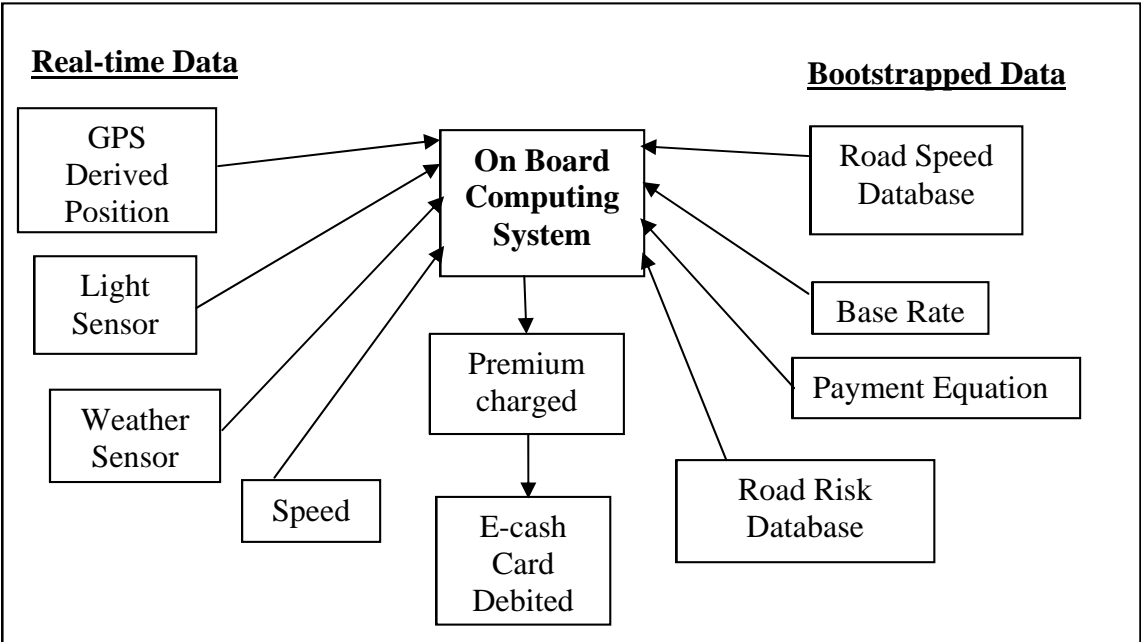 Real-time Data
GPS
Derived
Position
Light
Sensor
Weather
Sensor
Speed
On Board
Computing
System
Premium
charged
E-cash
Card
Debited
Bootstrapped Data
Road Speed
Database
Base Rate
Payment Equation
Road Risk
Database